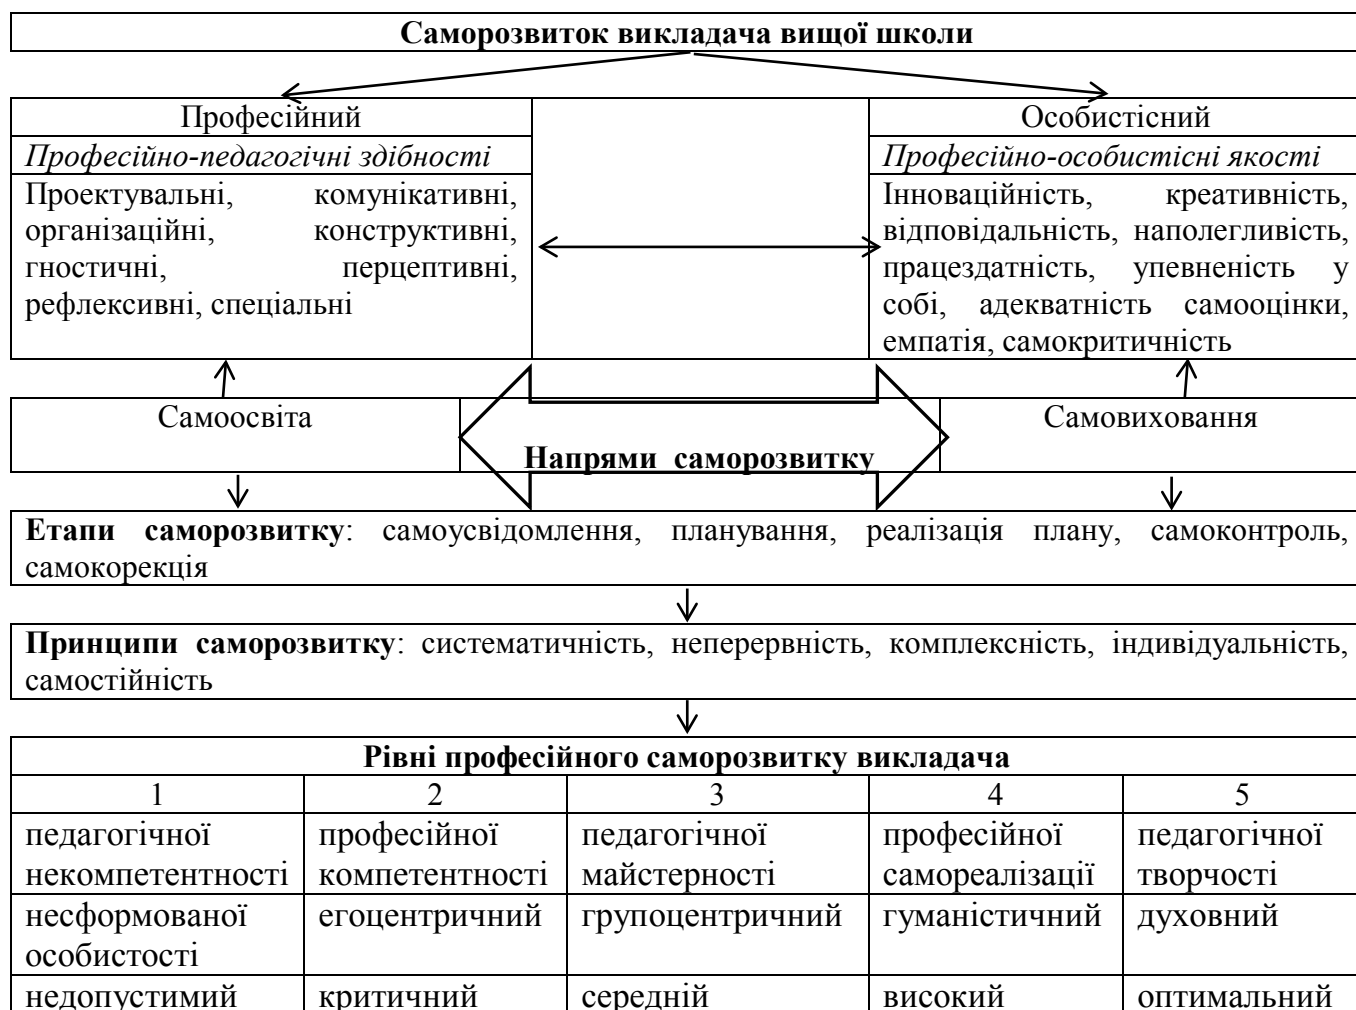 Саморозвиток викладача вищої школи
Професійний
Особистісний
Професійно-педагогічні здібності
Професійно-особистісні якості
Проектувальні, комунікативні,
організаційні, конструктивні,
гностичні, перцептивні,
рефлексивні, спеціальні
Інноваційність, креативність,
відповідальність, наполегливість,
працездатність, упевненість у
собі, адекватність самооцінки,
емпатія, самокритичність
Самоосвіта
Напрями саморозвитку
Самовиховання
Етапи саморозвитку: самоусвідомлення, планування, реалізація плану, самоконтроль,
самокорекція
Принципи саморозвитку: систематичність, неперервність, комплексність, індивідуальність,
самостійність
Рівні професійного саморозвитку викладача
1 2 3 4 5
педагогічної
некомпетентності
професійної
компетентності
педагогічної
майстерності
професійної
самореалізації
педагогічної
творчості
несформованої
особистості
егоцентричний
групоцентричний
гуманістичний
духовний
недопустимий
критичний
середній
високий
оптимальний